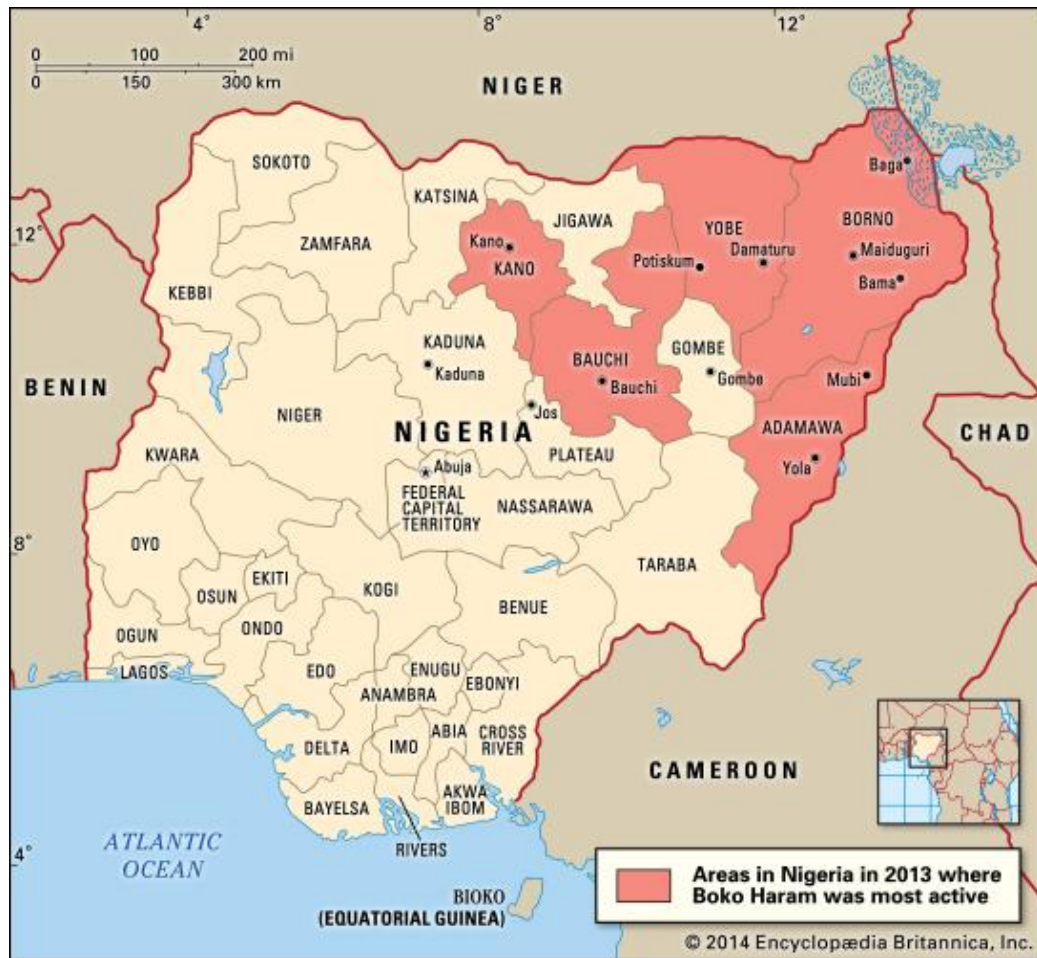 4° 8° 12°
0 100 200 mi
0 150 300 km
NIGER
SOKOTO
KATSINA
JIGAWA
YOBE
BORNO
Baga
12°
ZAMFARA
Kano
KANO
Potiskum
Damaturu
Maiduguri
Bama
KEBBI
KADUNA
Kaduna
BAUCHI
Bauchi
GOMBE
Gombe
Mubi
BENIN
NIGER
Jos
NIGERIA
PLATEAU
ADAMAWA
Yola
CHAD
KWARA
Abuja
FEDERAL
CAPITAL
TERRITORY
NASSARAWA
8°
OYO
OSUN
EKITI
KOGI
BENUE
TARABA
OGUN
ONDO
LAGOS
EDO
ENUGU
ANAMBRA
EBONYI
DELTA
IMO
ABIA
CROSS
RIVER
CAMEROON
BAYELSA
AKWA
IBOM
RIVERS
ATLANTIC
OCEAN
4°
BIOKO
(EQUATORIAL GUINEA)
Areas in Nigeria in 2013 where
Boko Haram was most active
© 2014 Encyclopædia Britannica, Inc.